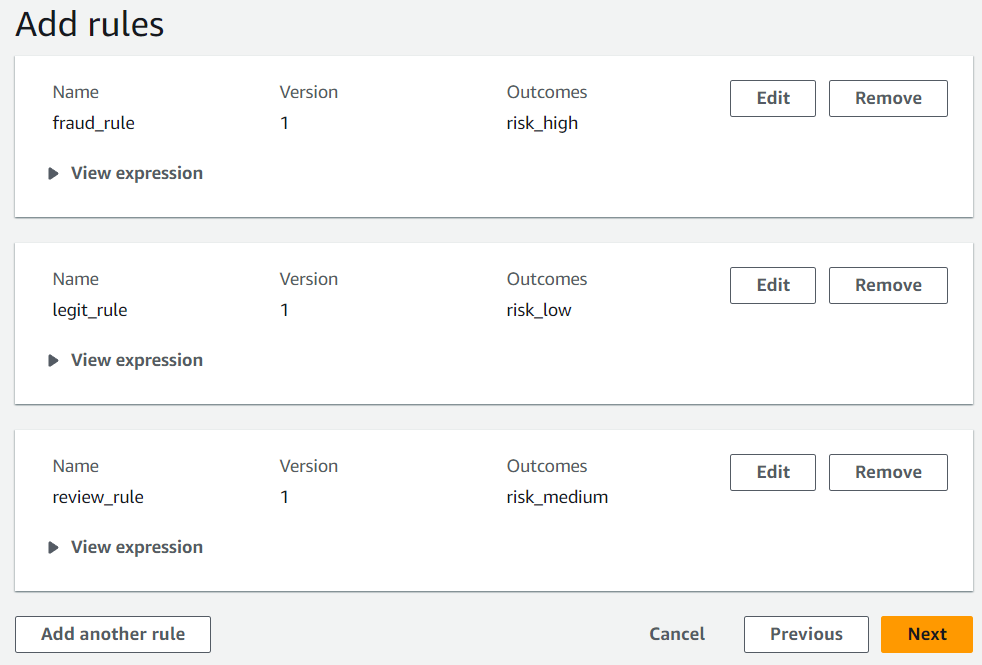 Add rules
Name Version Outcomes Edit Remove
fraud_rule 1 risk_high
View expression
Name Version Outcomes Edit Remove
legit_rule 1 risk_low
View expression
Name Version Outcomes Edit Remove
review_rule 1 risk_medium
View expression
Add another rule Cancel Previous Next